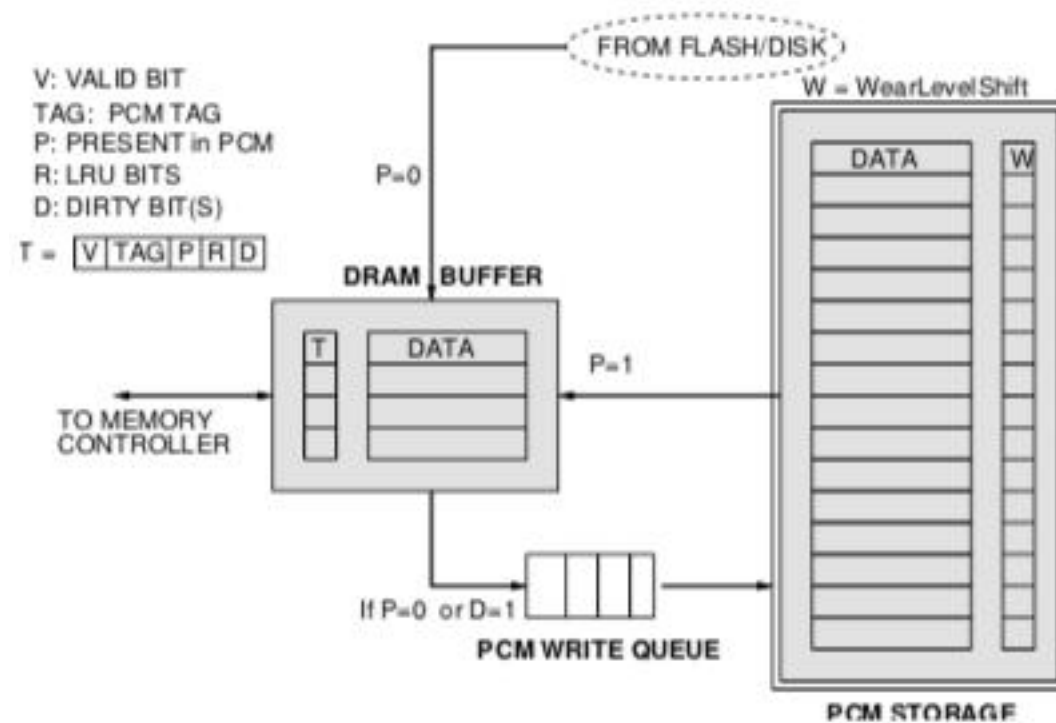 FROM FLASH/DISK
V: VALID BIT
TAG: PCM TAG
P: PRESENT in PCM
R: LRU BITS
D: DIRTY BIT(S)
T = V TAG P R D
W = WearLevelShift
P=0
DATA W
DRAM BUFFER
T DATA
P=1
TO MEMORY
CONTROLLER
If P=0 or D=1
PCM WRITE QUEUE
PCM STORAGE